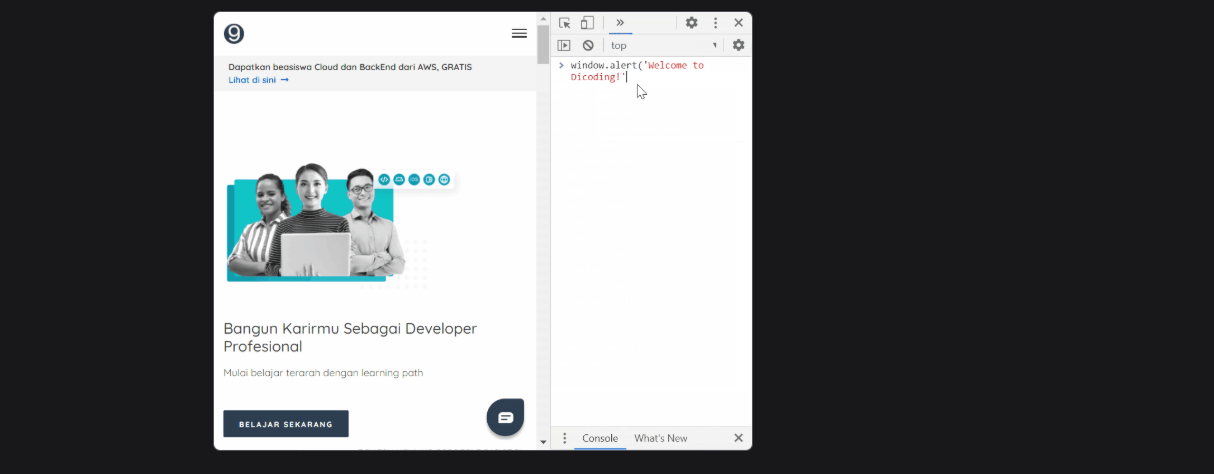 g
Dapatkan beasiswa Cloud dan BackEnd dari AWS, GRATIS
Lihat di sini →
Bangun Karirmu Sebagai Developer
Profesional
Mulai belajar terarah dengan learning path
BELAJAR SEKARANG
top
> window.alert('Welcome to
Dicoding!'
Console What's New